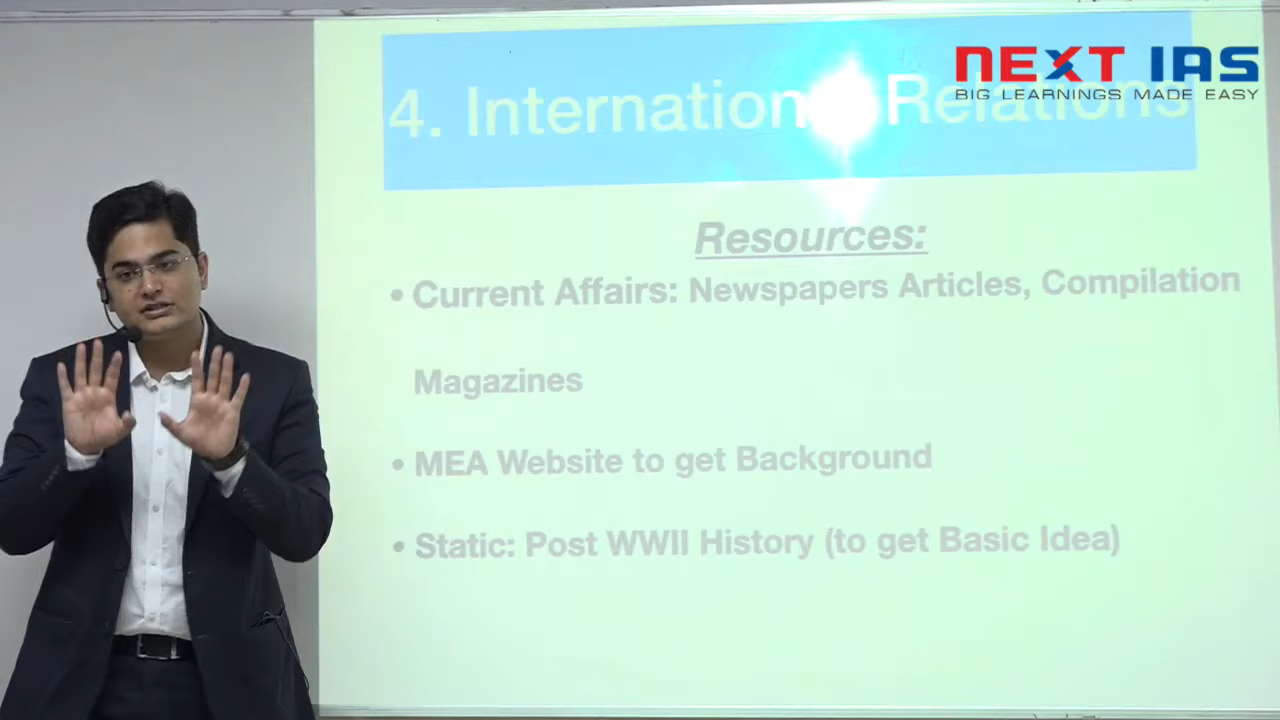 NEXT IAS
BIG LEARNINGS MADE EASY
4. International Relations
Resources:
• Current Affairs: Newspapers Articles, Compilation
Magazines
• MEA Website to get Background
• Static: Post WWII History (to get Basic Idea)